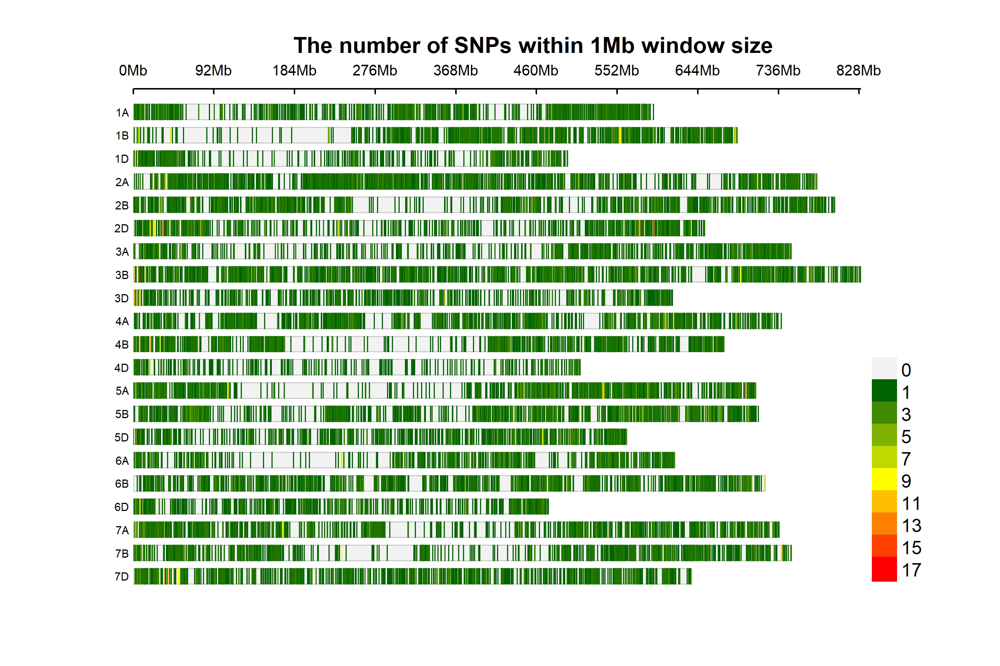 The number of SNPs within 1Mb window size
0Mb 92Mb 184Mb 276Mb 368Mb 460Mb 552Mb 644Mb 736Mb 828Mb
1A
1B
1D
2A
2B
2D
3A
3B
3D
4A
4B
4D
5A
5B
5D
6A
6B
6D
7A
7B
7D
0
1
3
5
7
9
11
13
15
17